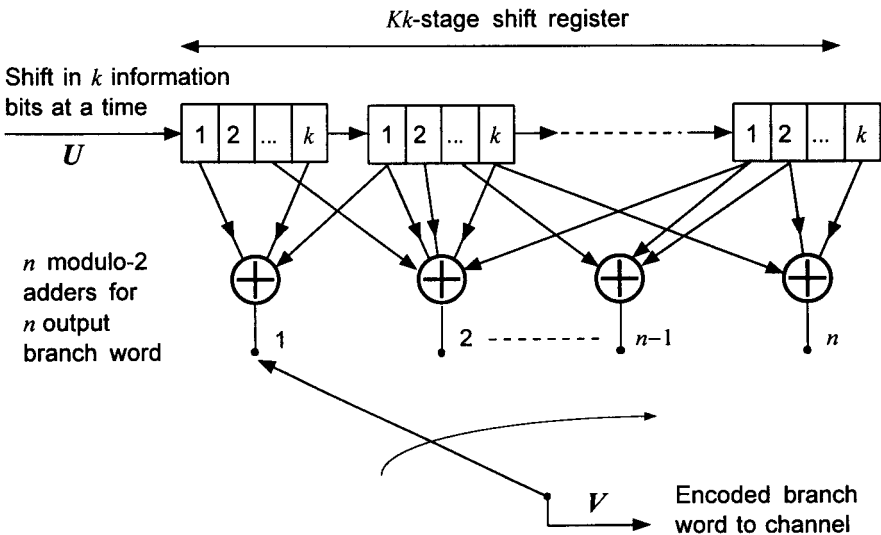 Kk-stage shift register
Shift in k information
bits at a time
U
1 2 ... k
1 2 ... k
1 2 ... k
n modulo-2
adders for
n output
branch word
1
2
n−1
n
V
Encoded branch
word to channel